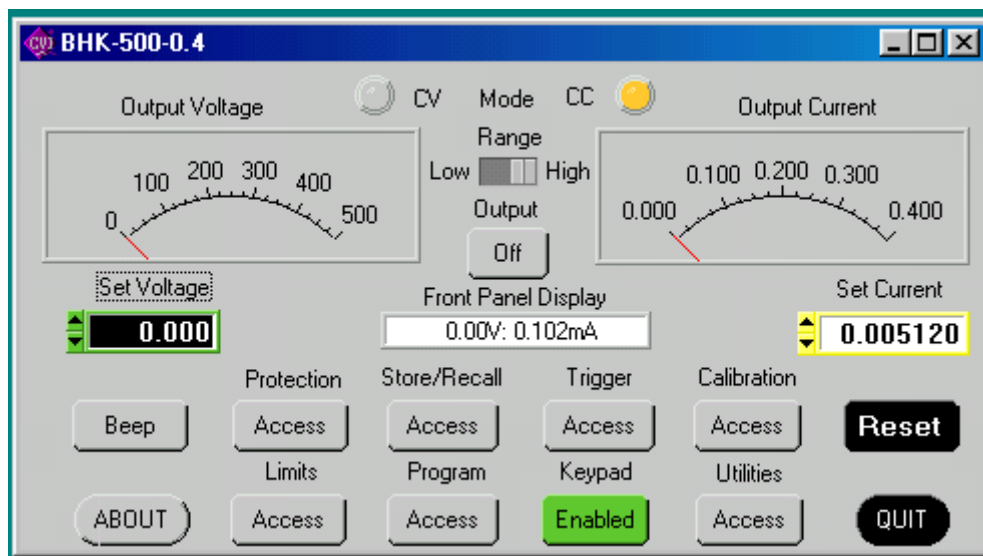 CVI BHK-500-0.4
CV Mode CC
Output Voltage
Output Current
Range
Low High
0 100 200 300 400 500
0.000 0.100 0.200 0.300 0.400
Output
Off
Set Voltage
Front Panel Display
Set Current
0.000
0.00V: 0.102mA
0.005120
Protection Store/Recall Trigger Calibration
Beep Access Access Access Access Reset
Limits Program Keypad Utilities
ABOUT Access Access Enabled Access QUIT